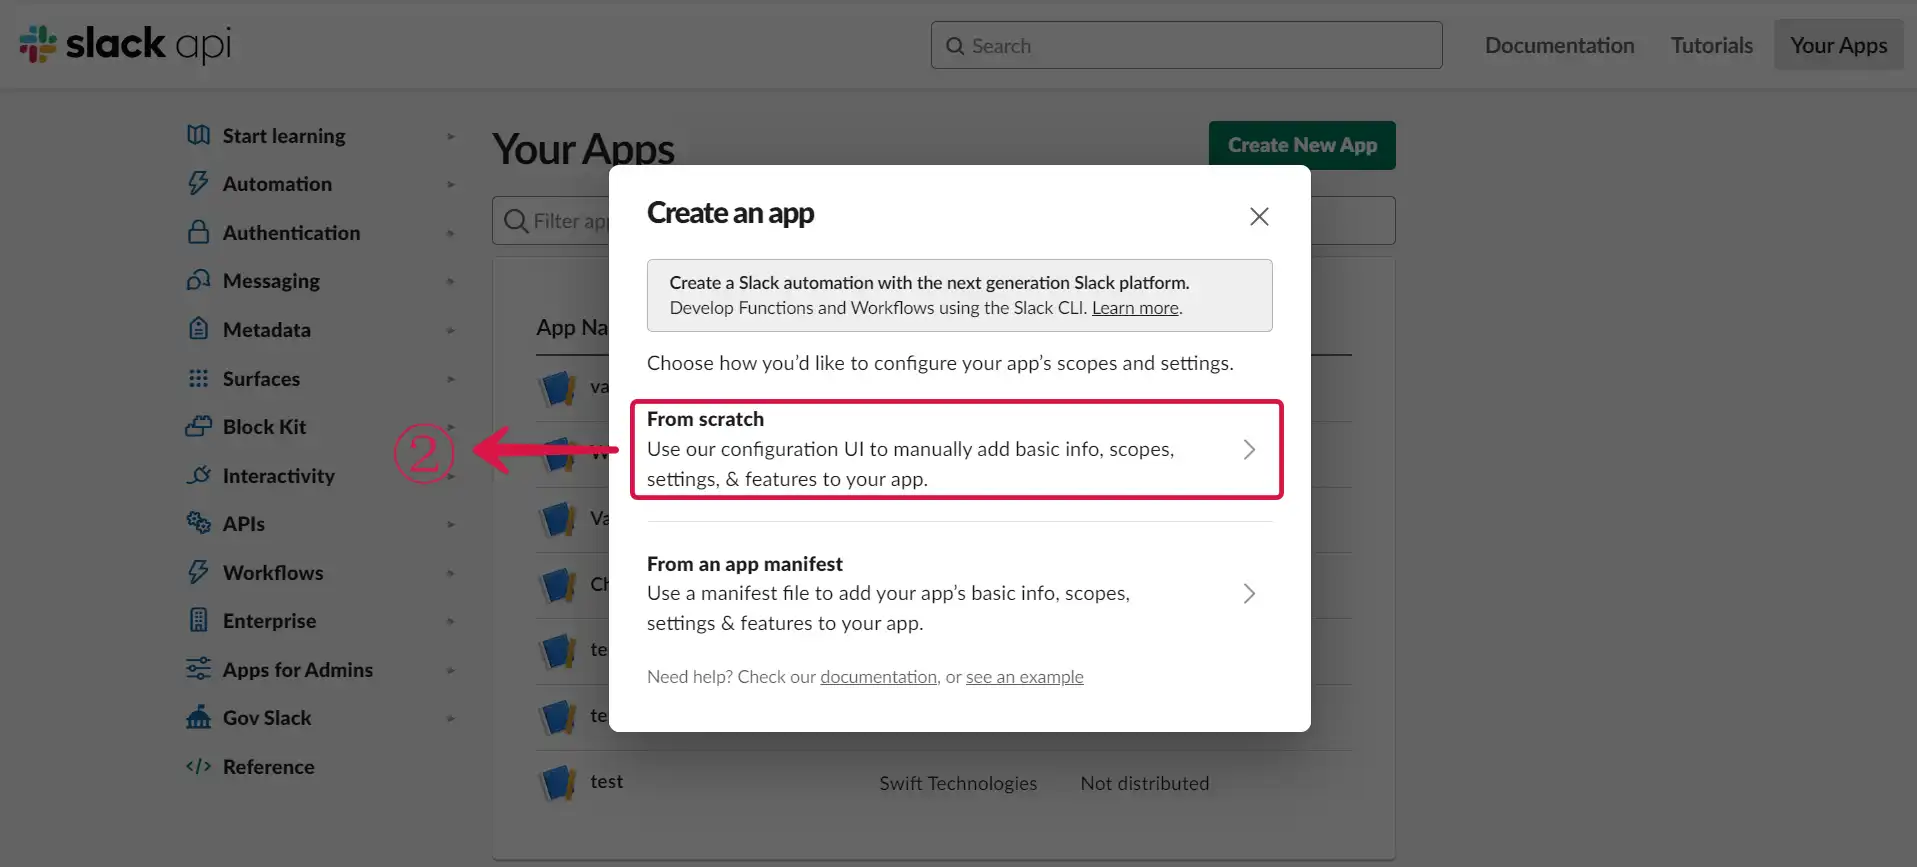 slack api
Search
Documentation
Tutorials
Your Apps
Start learning
Automation
Authentication
Messaging
Metadata
Surfaces
Block Kit
Interactivity
APIs
Workflows
Enterprise
Apps for Admins
Gov Slack
Reference
Your Apps
Create New App
Filter
②
Create an app
Create a Slack automation with the next generation Slack platform.
Develop Functions and Workflows using the Slack CLI. Learn more.
Choose how you’d like to configure your app’s scopes and settings.
From scratch
Use our configuration UI to manually add basic info, scopes,
settings, & features to your app.
From an app manifest
Use a manifest file to add your app’s basic info, scopes,
settings & features to your app.
Need help? Check our documentation, or see an example
App Na
va
Va
Ch
te
te
test
Swift Technologies
Not distributed